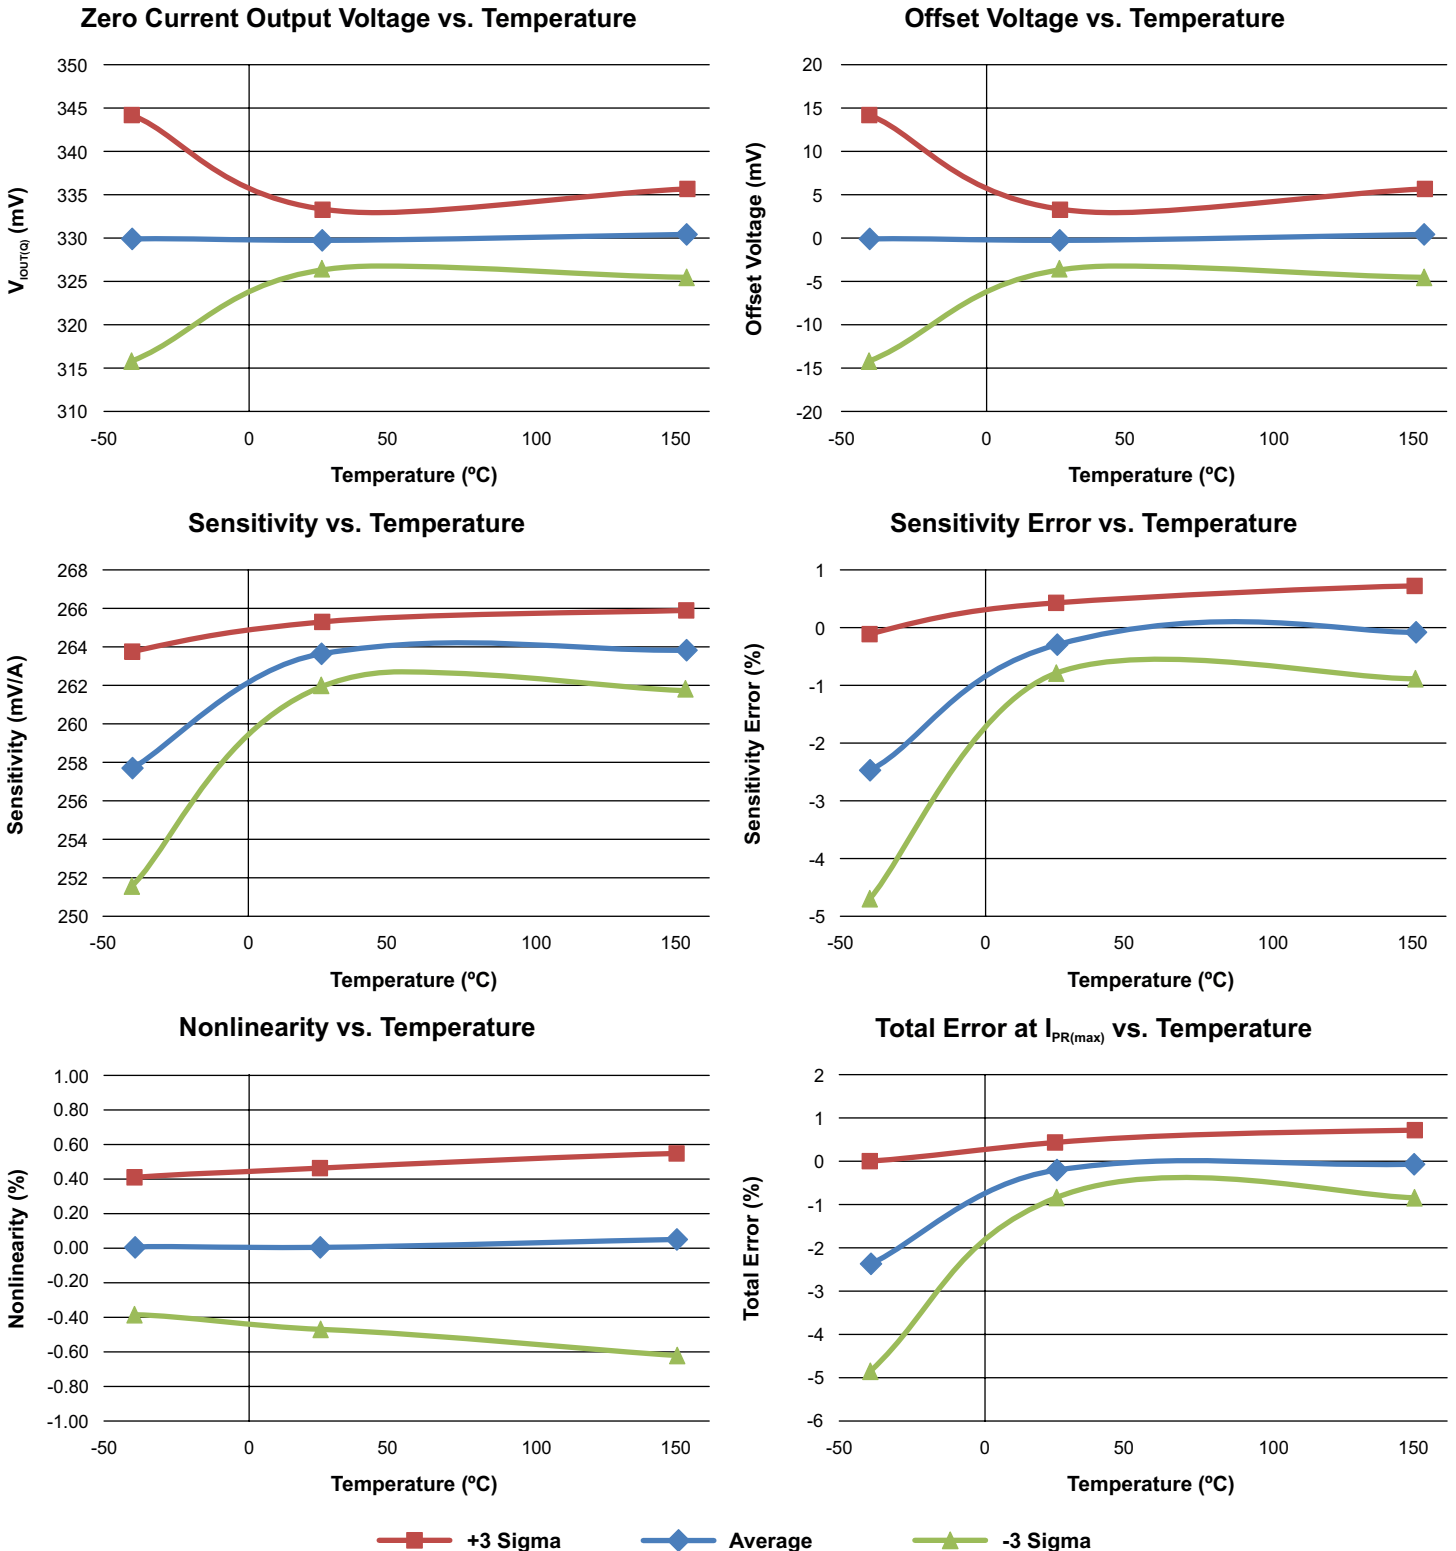 Zero Current Output Voltage vs. Temperature
350
345
340
335
330
325
320
315
310
-50 0 50 100 150
V_IOUT(Q) (mV)
Temperature (ºC)
Offset Voltage vs. Temperature
20
15
10
5
0
-5
-10
-15
-20
-50 0 50 100 150
Offset Voltage (mV)
Temperature (ºC)
Sensitivity vs. Temperature
268
266
264
262
260
258
256
254
252
250
-50 0 50 100 150
Sensitivity (mV/A)
Temperature (ºC)
Sensitivity Error vs. Temperature
1
0
-1
-2
-3
-4
-5
-50 0 50 100 150
Sensitivity Error (%)
Temperature (ºC)
Nonlinearity vs. Temperature
1.00
0.80
0.60
0.40
0.20
0.00
-0.20
-0.40
-0.60
-0.80
-1.00
-50 0 50 100 150
Nonlinearity (%)
Temperature (ºC)
Total Error at I_PR(max) vs. Temperature
2
1
0
-1
-2
-3
-4
-5
-6
-50 0 50 100 150
Total Error (%)
Temperature (ºC)
+3 Sigma Average -3 Sigma